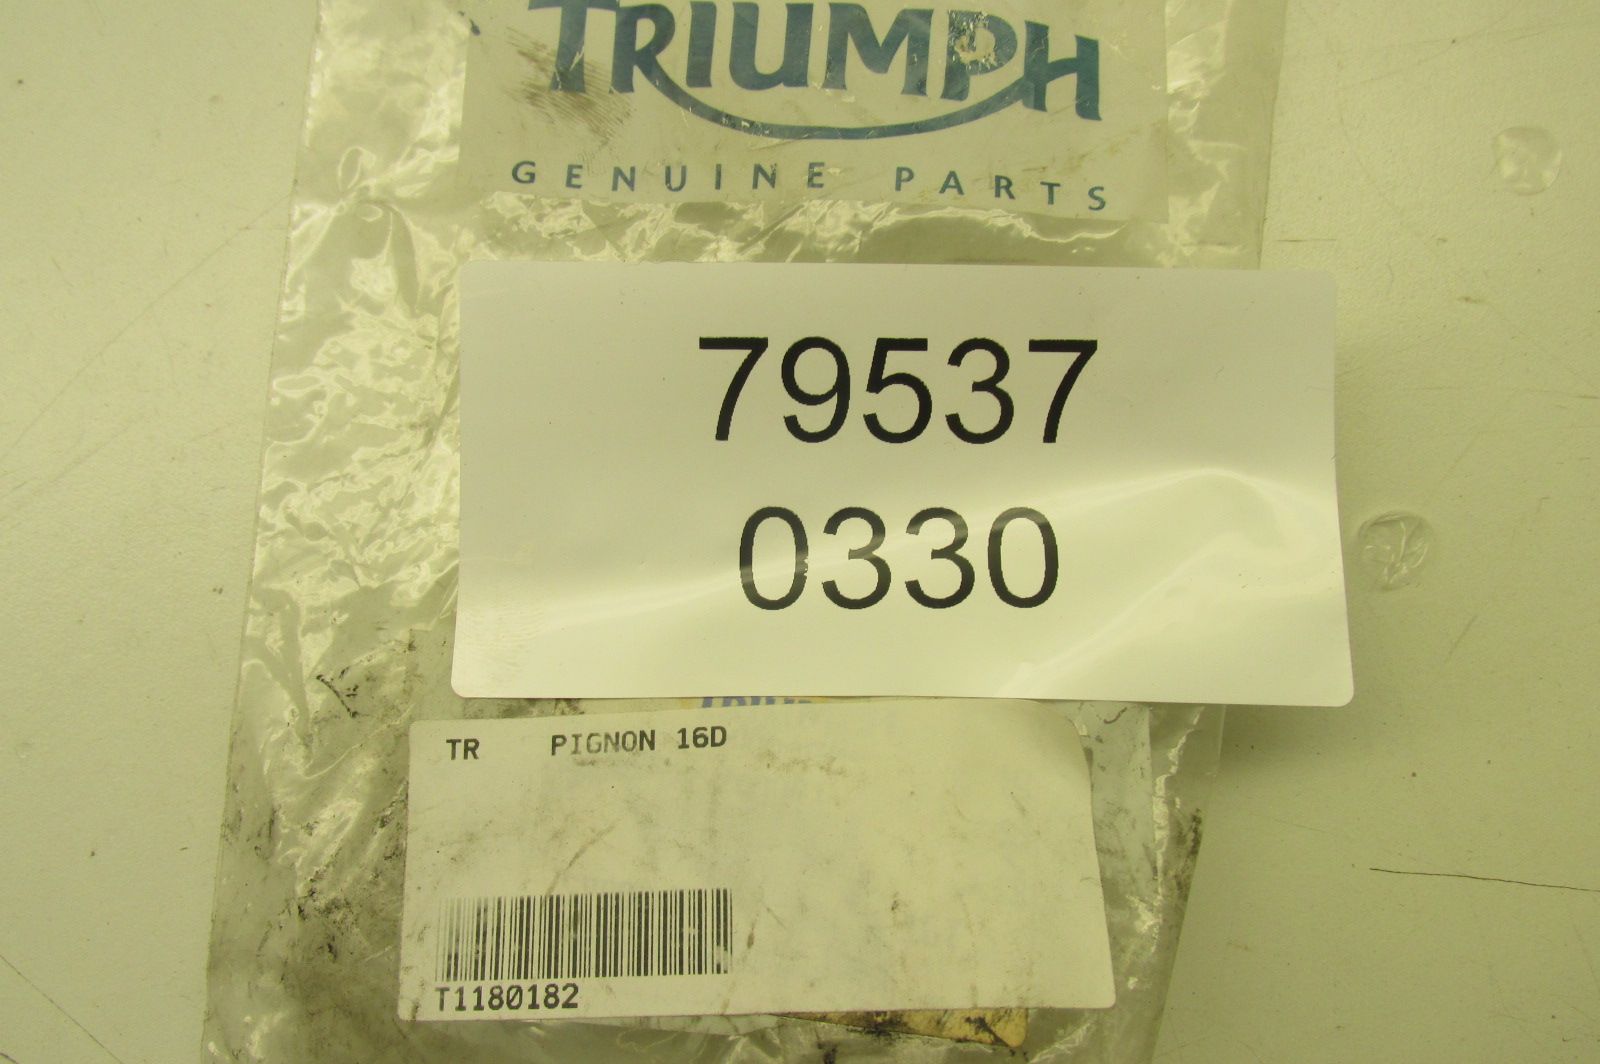 TRIUMPH
GENUINE PARTS
79537
0330
TR PIGNON 16D
T1180182